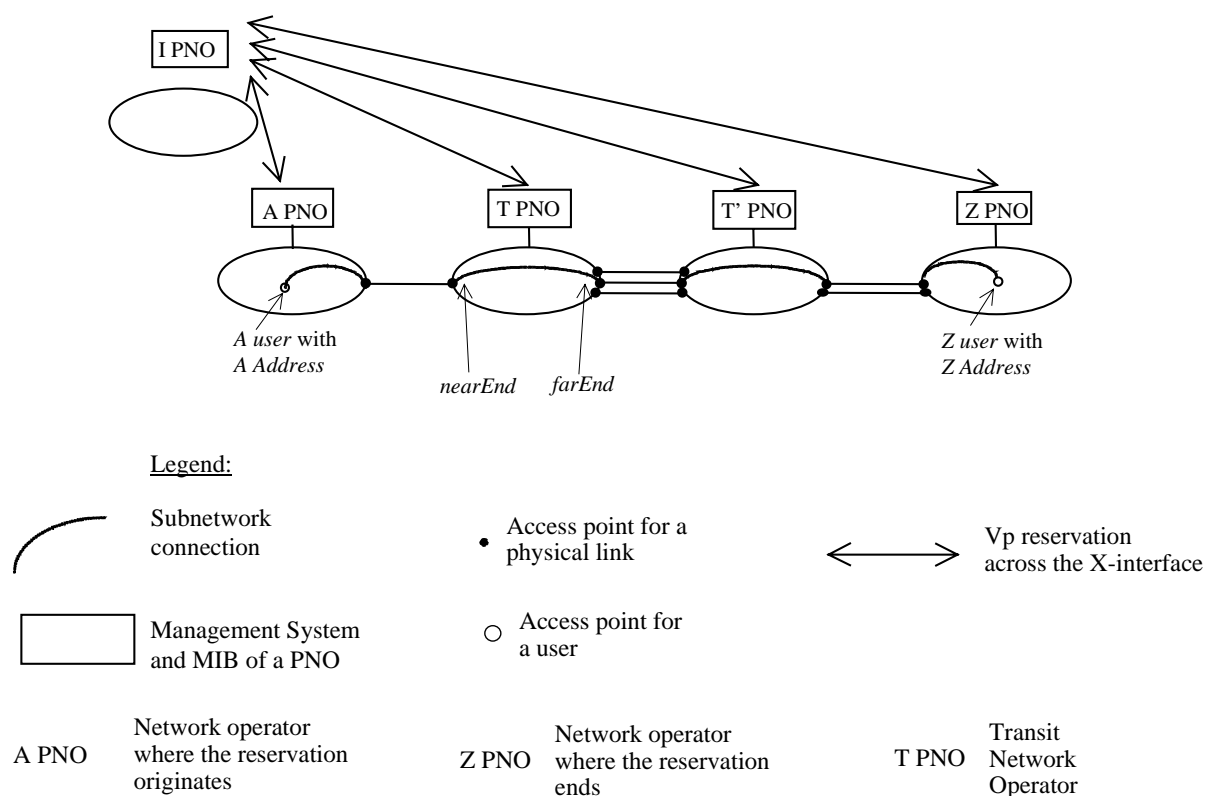 I PNO
A PNO
T PNO
T’ PNO
Z PNO
A user with
A Address
nearEnd
farEnd
Z user with
Z Address
Legend:
Subnetwork
connection
Access point for a
physical link
Vp reservation
across the X-interface
Management System
and MIB of a PNO
Access point for
a user
A PNO
Network operator
where the reservation
originates
Z PNO
Network operator
where the reservation
ends
T PNO
Transit
Network
Operator